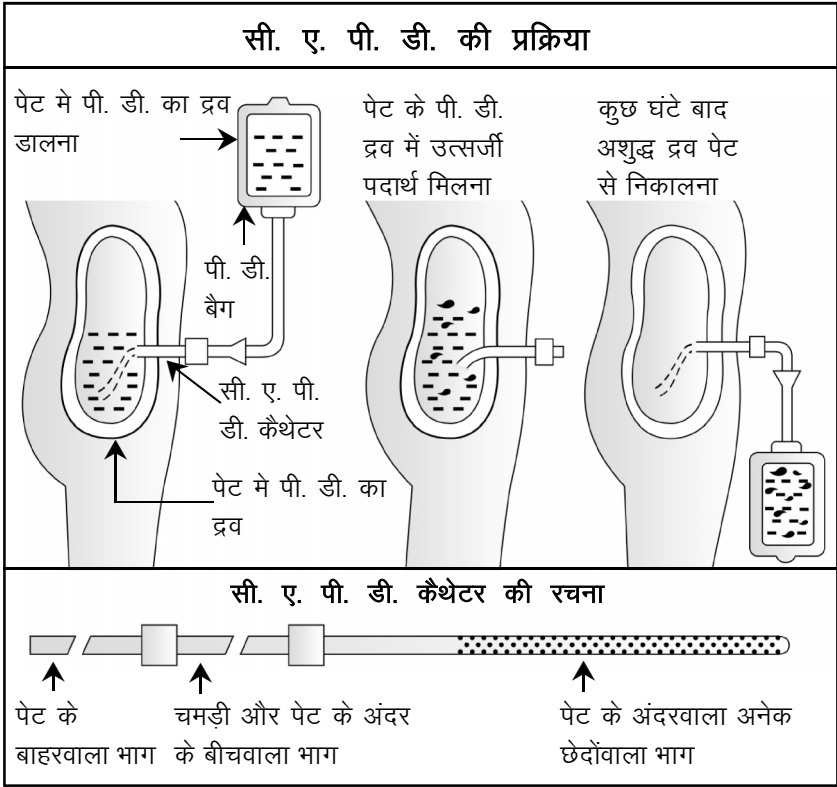 सी. ए. पी. डी. की प्रक्रिया
पेट मे पी. डी. का द्रव
डालना
पी. डी.
बैग
सी. ए. पी.
डी. कैथेटर
पेट मे पी. डी. का
द्रव
पेट के पी. डी.
द्रव में उत्सर्जी
पदार्थ मिलना
कुछ घंटे बाद
अशुद्ध द्रव पेट
से निकालना
सी. ए. पी. डी. कैथेटर की रचना
पेट के
बाहरवाला भाग
चमड़ी और पेट के अंदर
के बीचवाला भाग
पेट के अंदरवाला अनेक
छेदोंवाला भाग